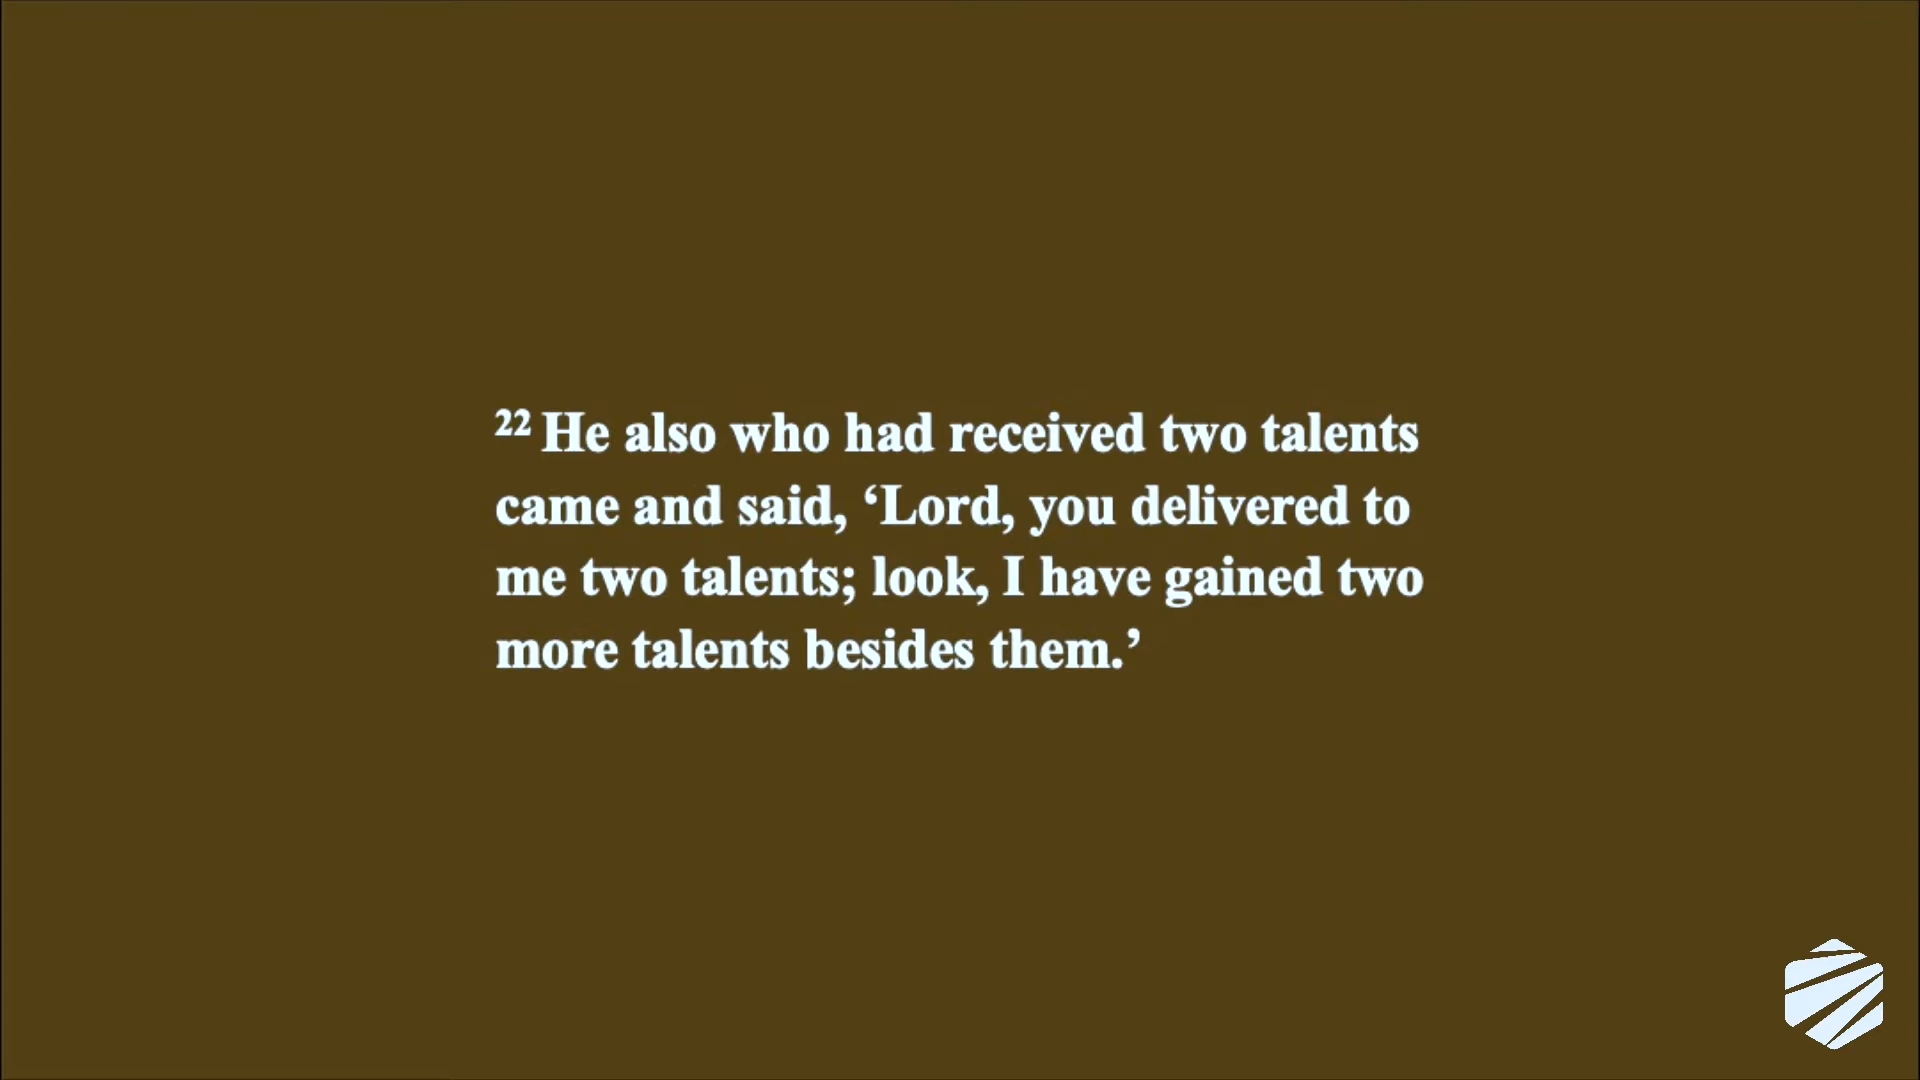 22 He also who had received two talents
came and said, ‘Lord, you delivered to
me two talents; look, I have gained two
more talents besides them.’